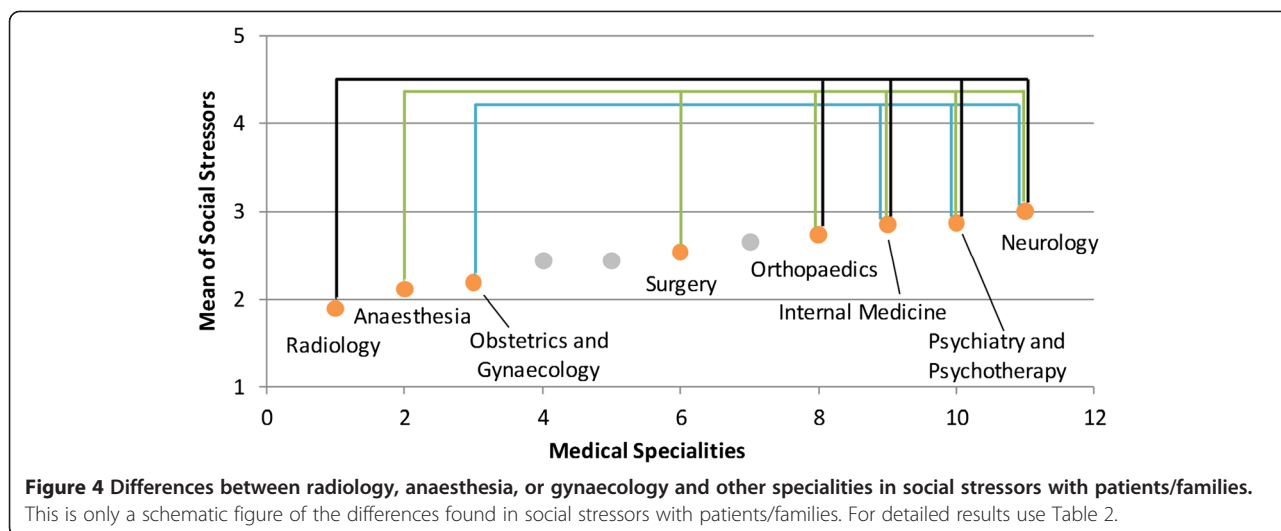 5
4
3
2
1
Mean of Social Stressors
Radiology
Anaesthesia
Obstetrics and
Gynaecology
Surgery
Orthopaedics
Internal Medicine
Psychiatry and
Psychotherapy
Neurology
0 2 4 6 8 10 12
Medical Specialities
Figure 4 Differences between radiology, anaesthesia, or gynaecology and other specialities in social stressors with patients/families.
This is only a schematic figure of the differences found in social stressors with patients/families. For detailed results use Table 2.